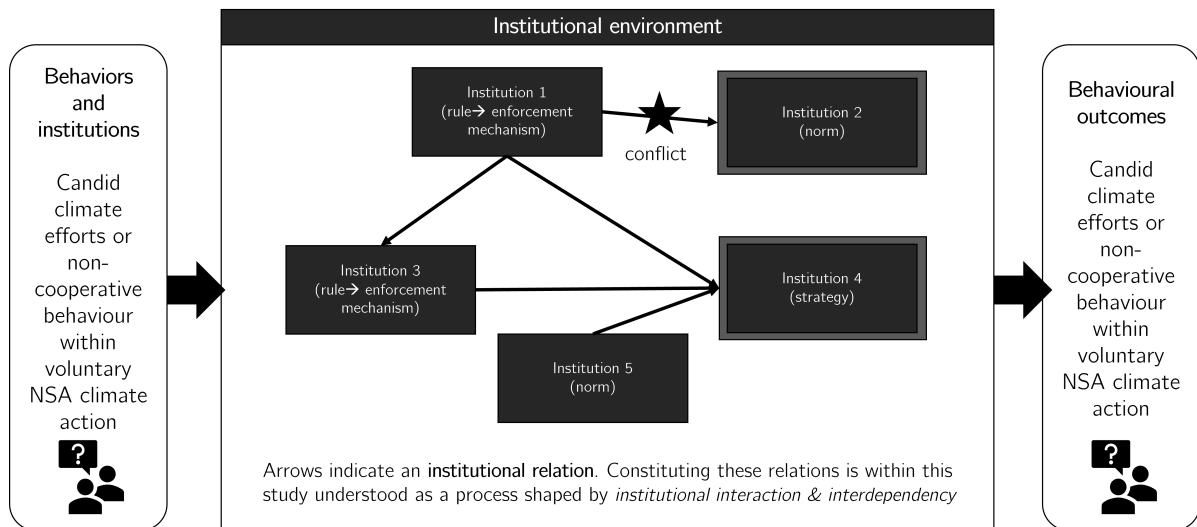 Institutional environment
Behaviors
and
institutions
Candid
climate
efforts or
non-
cooperative
behaviour
within
voluntary
NSA climate
action
?
Institution 1
(rule→ enforcement
mechanism)
conflict
Institution 2
(norm)
Institution 3
(rule→ enforcement
mechanism)
Institution 4
(strategy)
Institution 5
(norm)
Arrows indicate an institutional relation. Constituting these relations is within this
study understood as a process shaped by institutional interaction & interdependency
Behavioural
outcomes
Candid
climate
efforts or
non-
cooperative
behaviour
within
voluntary
NSA climate
action
?